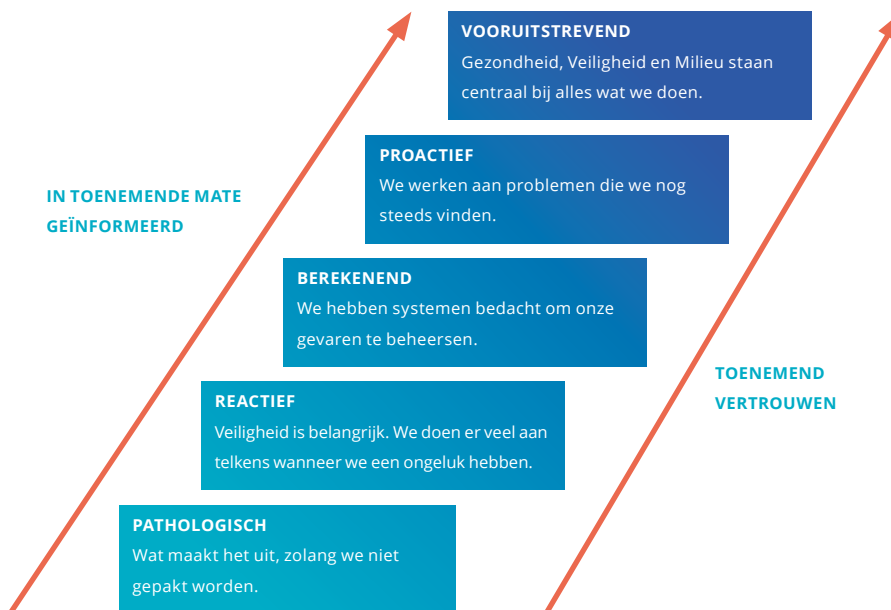 VOORUITSTREVEND
Gezondheid, Veiligheid en Milieu staan
centraal bij alles wat we doen.
PROACTIEF
We werken aan problemen die we nog
steeds vinden.
IN TOENEMENDE MATE
GEÏNFORMEERD
BEREKENEND
We hebben systemen bedacht om onze
gevaren te beheersen.
TOENEMEND
VERTROUWEN
REACTIEF
Veiligheid is belangrijk. We doen er veel aan
telkens wanneer we een ongeluk hebben.
PATHOLOGISCH
Wat maakt het uit, zolang we niet
gepakt worden.